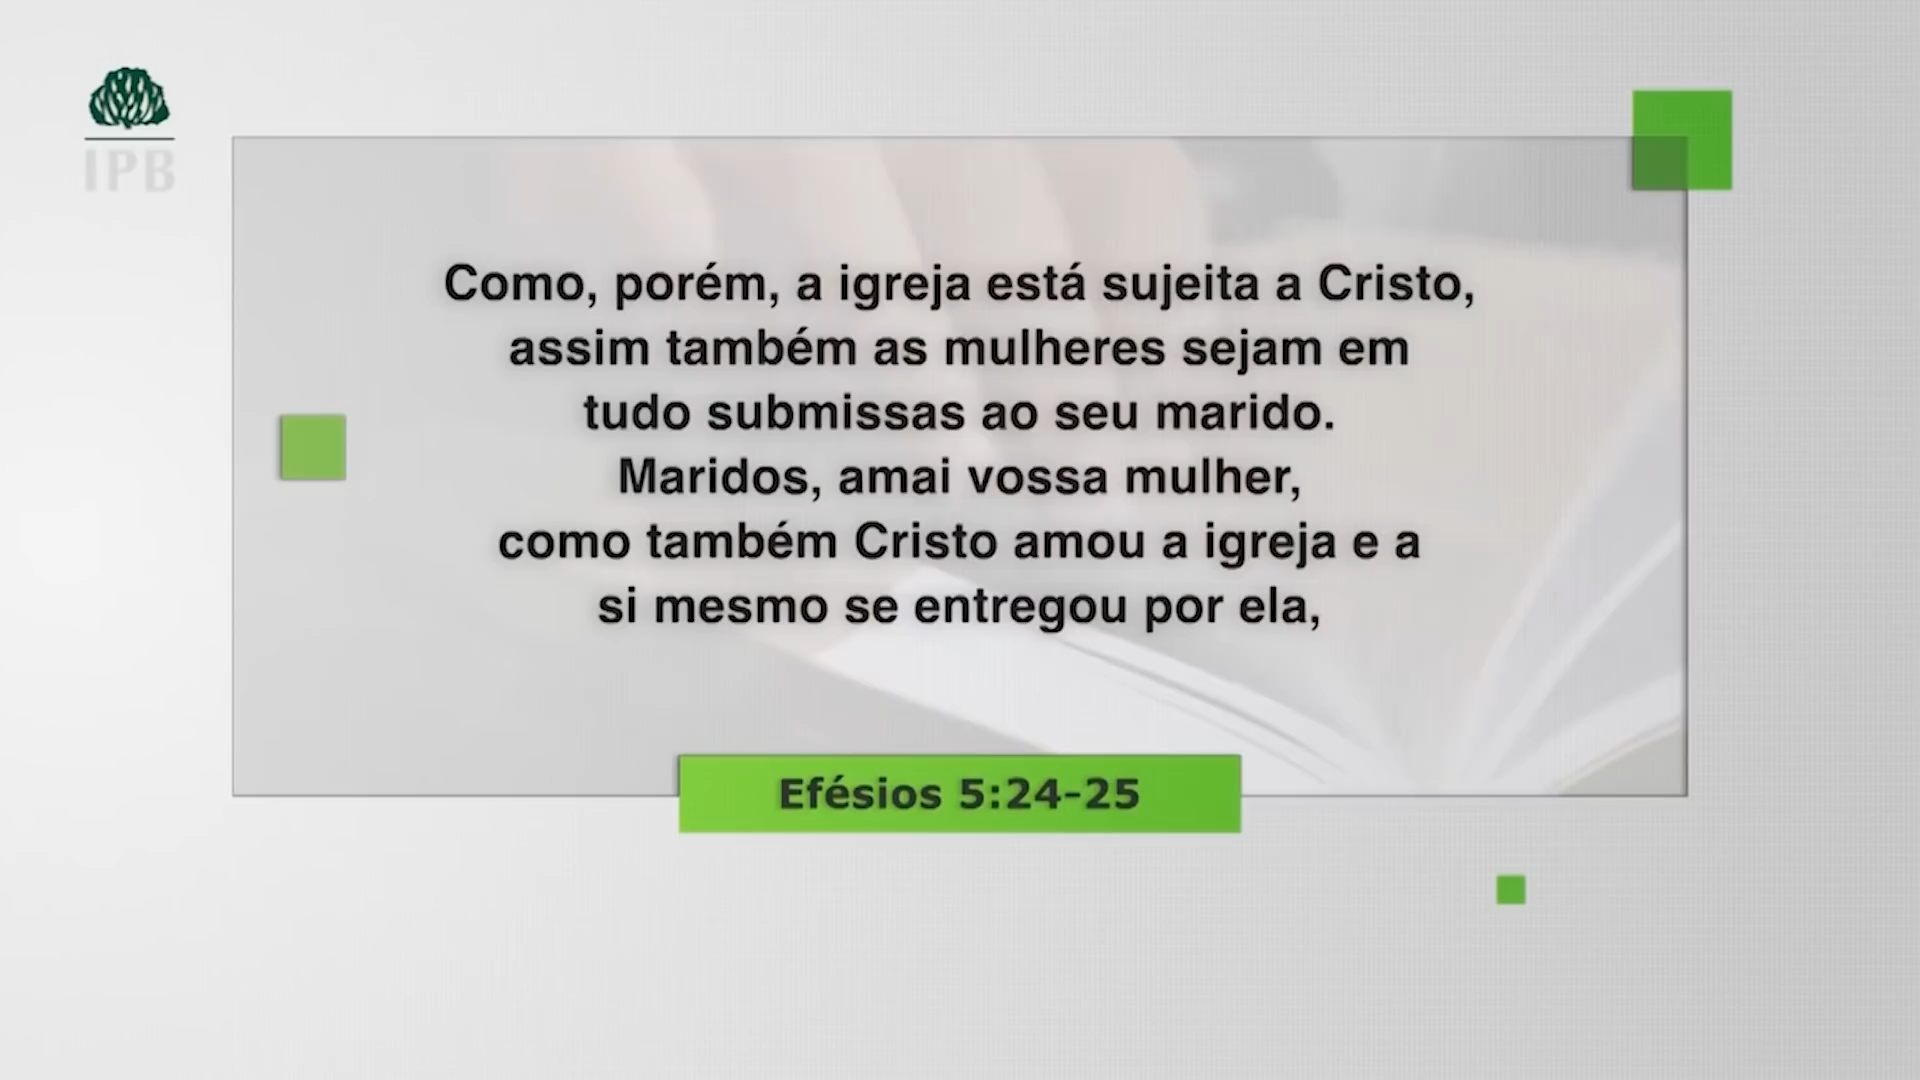 IPB
Como, porém, a igreja está sujeita a Cristo,
assim também as mulheres sejam em
tudo submissas ao seu marido.
Maridos, amai vossa mulher,
como também Cristo amou a igreja e a
si mesmo se entregou por ela,
Efésios 5:24-25